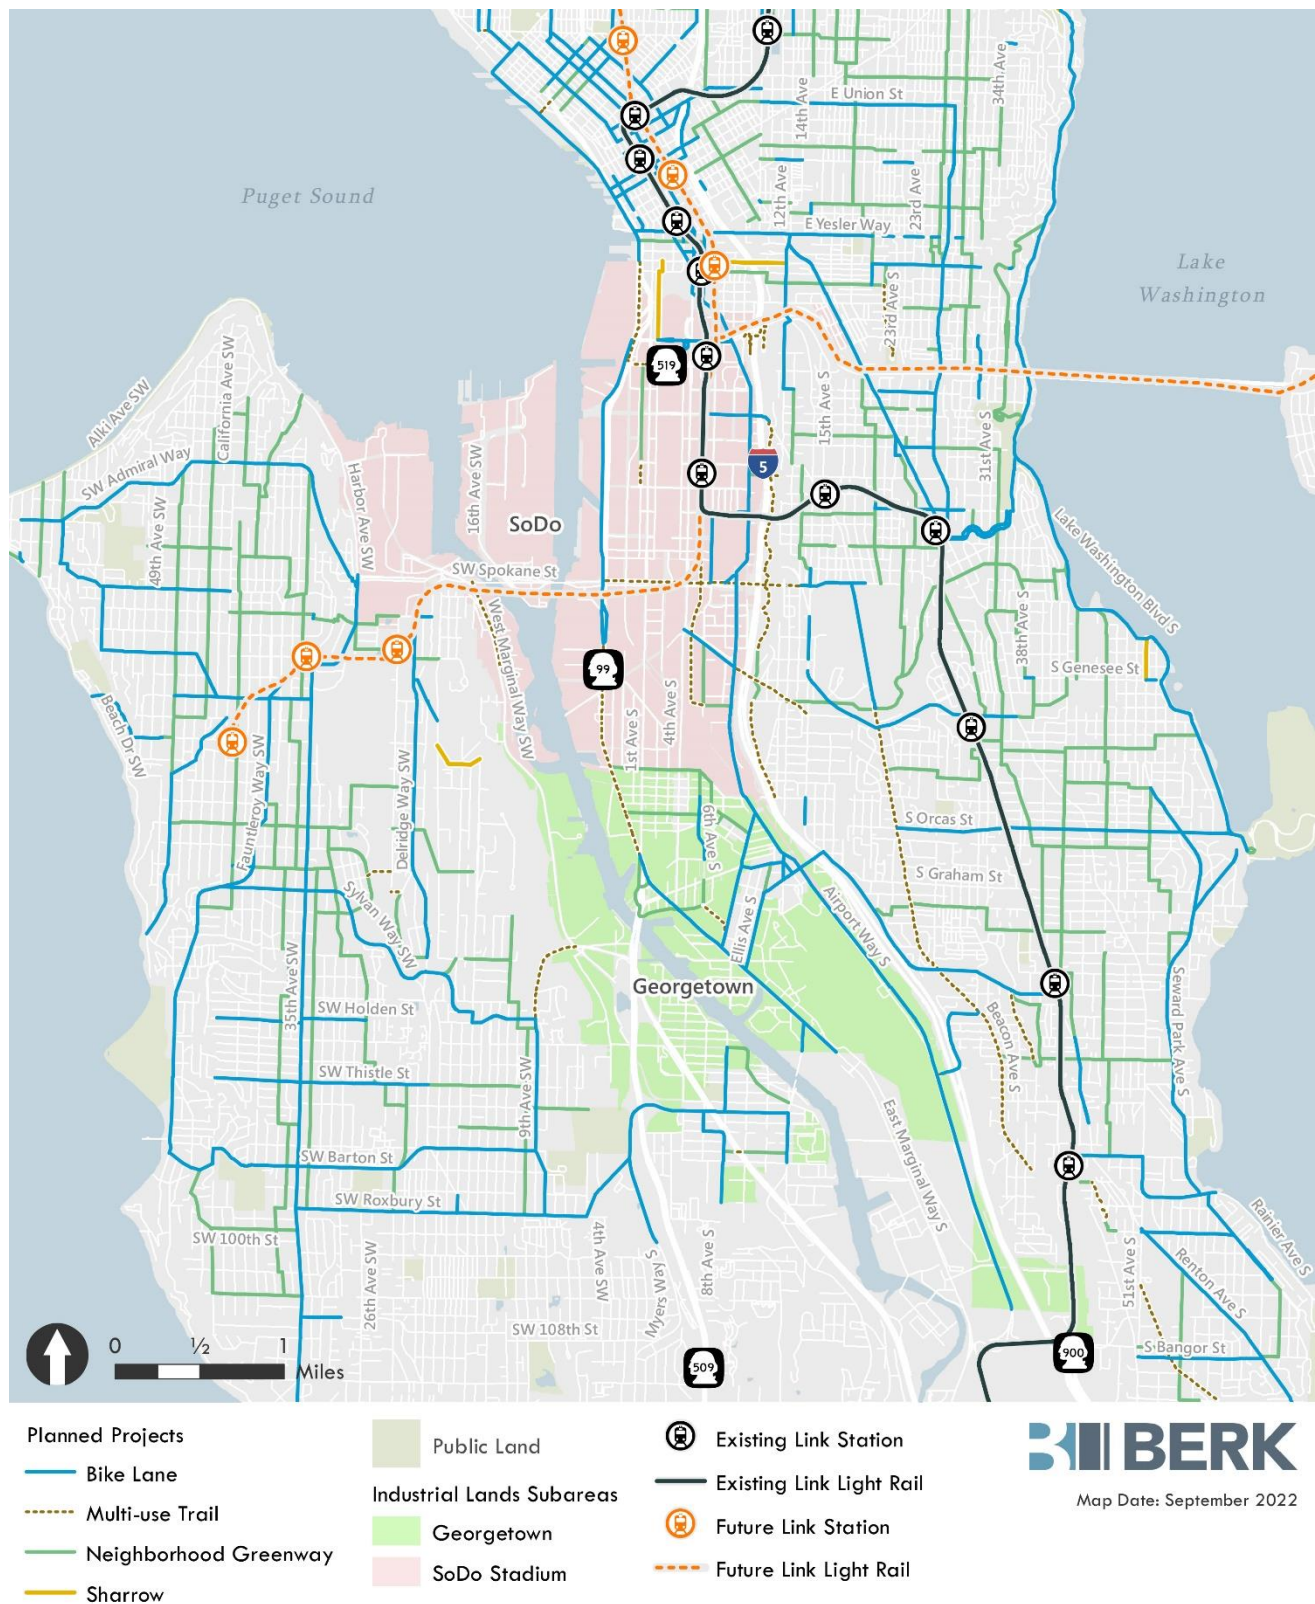 E Union St
14th Ave
34th Ave
12th Ave
23rd Ave
E Yesler Way
Puget Sound
Lake
Washington
23rd Ave S
519
15th Ave S
31st Ave S
5
Alki Ave SW
California Ave SW
SW Admiral Way
Harbor Ave SW
16th Ave SW
SoDo
49th Ave SW
SW Spokane St
Lake Washington Blvd S
West Marginal Way SW
38th Ave S
S Genesee St
99
Beach Dr SW
1st Ave S
4th Ave S
Fauntleroy Way SW
Delridge Way SW
6th Ave S
S Orcas St
S Graham St
Sylvan Way SW
Ellis Ave S
Airport Way S
35th Ave SW
Georgetown
SW Holden St
Beacon Ave S
Seward Park Ave S
SW Thistle St
9th Ave SW
East Marginal Way S
SW Barton St
SW Roxbury St
SW 100th St
26th Ave SW
4th Ave SW
Myers Way S
8th Ave S
51st Ave S
Renton Ave S
Rainier Ave S
SW 108th St
S Bangor St
509
900
0 ½ 1
Miles
Planned Projects
Bike Lane
Multi-use Trail
Neighborhood Greenway
Sharrow
Public Land
Industrial Lands Subareas
Georgetown
SoDo Stadium
Existing Link Station
Existing Link Light Rail
Future Link Station
Future Link Light Rail
BERK
Map Date: September 2022